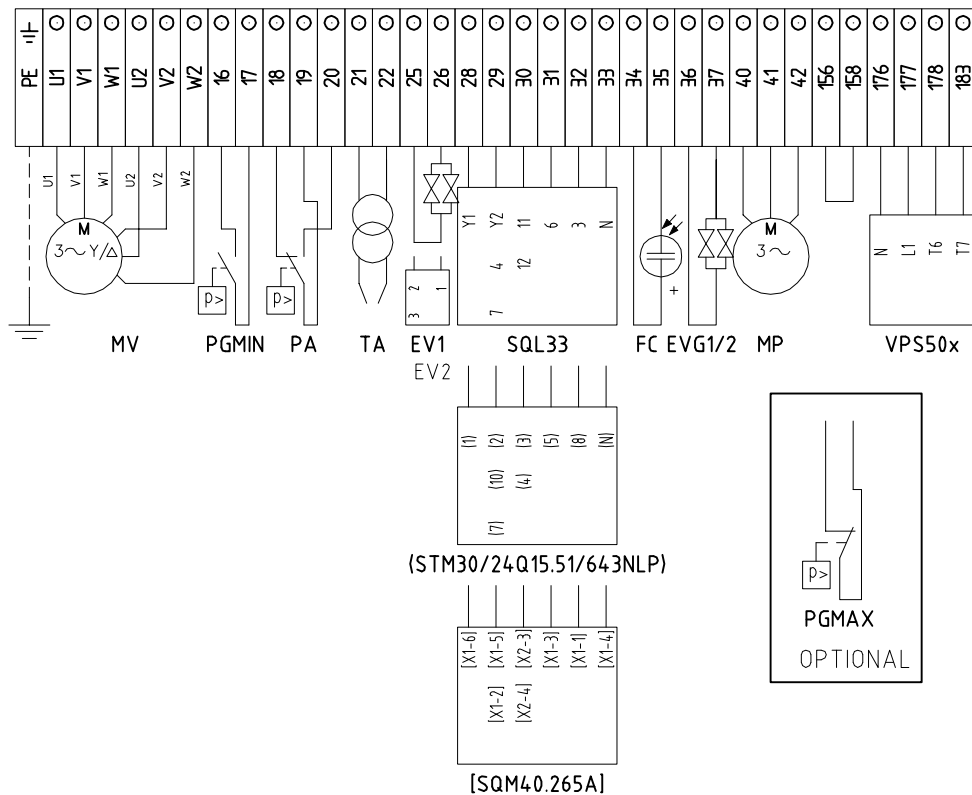 PE U1 V1 W1 U2 V2 W2 16 17 18 19 20 21 22 25 26 28 29 30 31 32 33 34 35 36 37 40 41 42 156 158 176 177 178 183
U1 V1 W1 U2 V2 W2
M
3~ Y/△
P>
P>
2 1
3
Y1 Y2 11 6 3 N
4 12
7
+
M
3~
N L1 T6 T7
MV PGMIN PA TA EV1 SQL33 FC EVG1/2 MP VPS50x
EV2
(1) (2) (3) (5) (8) (N)
(10) (4)
(7)
(STM30/24Q15.51/643NLP)
P>
PGMAX
OPTIONAL
[X1-6] [X1-5] [X2-3] [X1-3] [X1-1] [X1-4]
[X1-2] [X2-4]
[SQM40.265A]